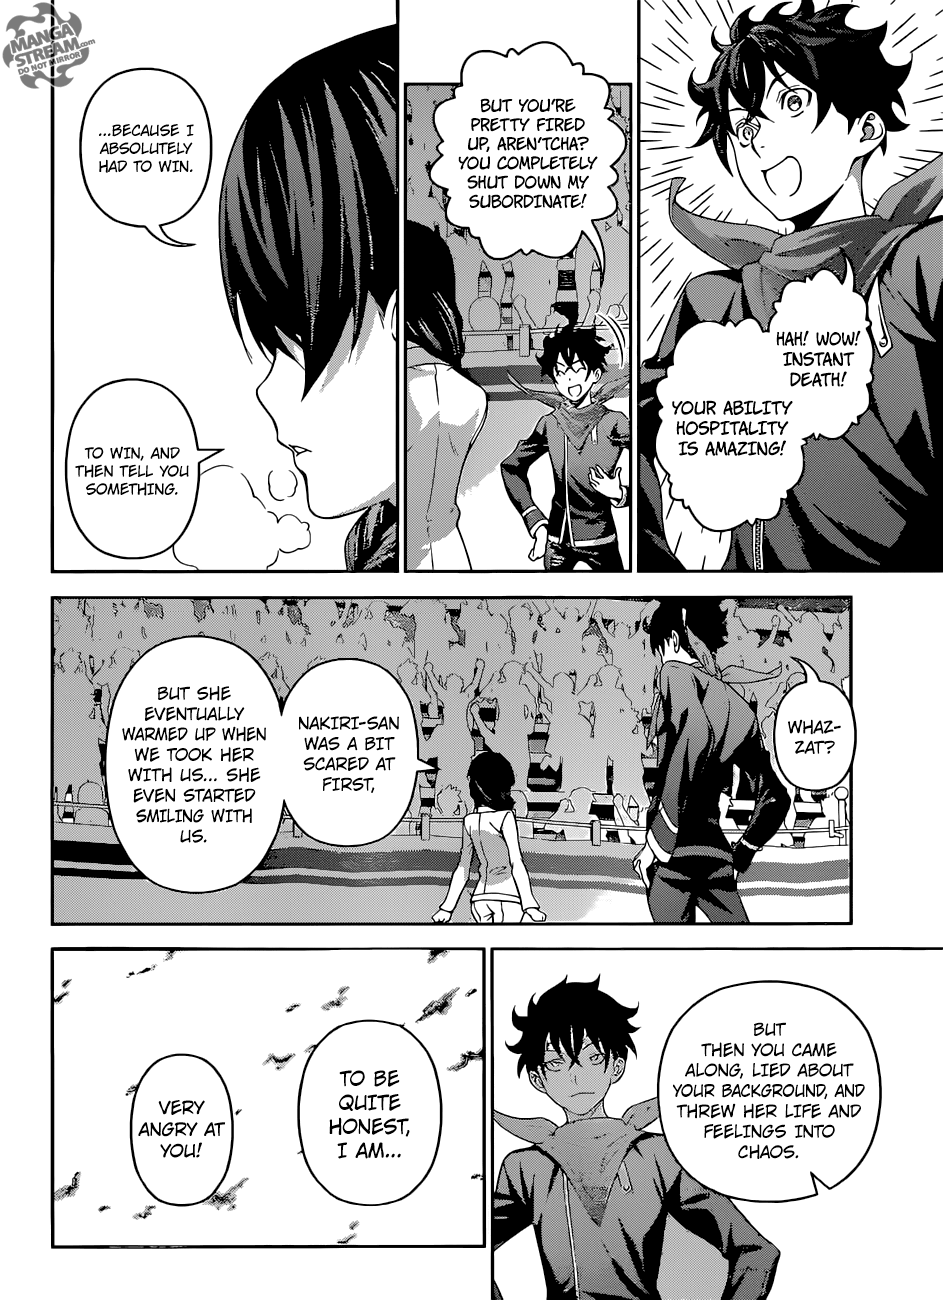 MANGA
STREAM.com
DO NOT MIRROR
HAH! WOW!
INSTANT
DEATH!
YOUR ABILITY
HOSPITALITY
IS AMAZING!
BUT YOU'RE
PRETTY FIRED
UP, AREN'TCHA?
YOU COMPLETELY
SHUT DOWN MY
SUBORDINATE!
...BECAUSE I
ABSOLUTELY
HAD TO WIN.
TO WIN, AND
THEN TELL YOU
SOMETHING.
WHAZ-
ZAT?
NAKIRI-SAN
WAS A BIT
SCARED AT
FIRST,
BUT SHE
EVENTUALLY
WARMED UP WHEN
WE TOOK HER
WITH US... SHE
EVEN STARTED
SMILING WITH
US.
BUT
THEN YOU CAME
ALONG, LIED ABOUT
YOUR BACKGROUND, AND
THREW HER LIFE AND
FEELINGS INTO
CHAOS.
TO BE
QUITE
HONEST,
I AM...
VERY
ANGRY AT
YOU!